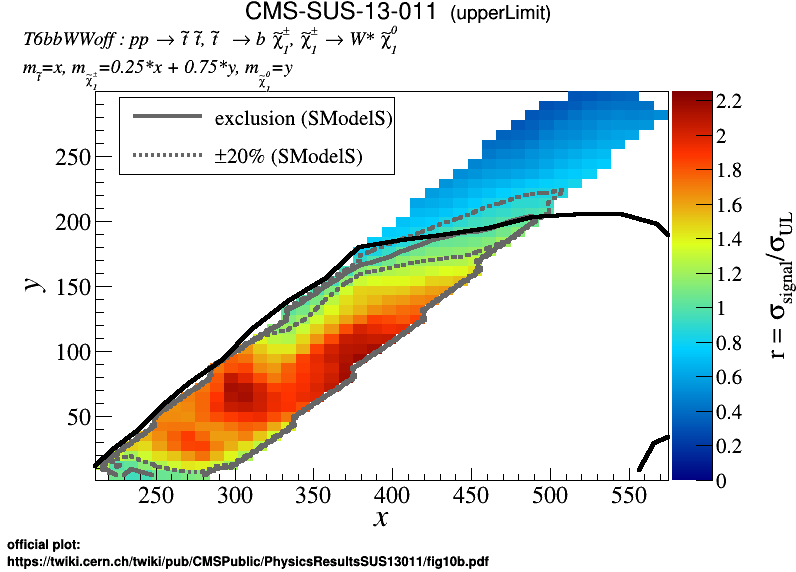 CMS-SUS-13-011 (upperLimit)
T6bbWWoff : pp → t̃ t̃, t̃ → b χ̃₁±, χ̃₁± → W* χ̃₁⁰
m_t̃=x, m_χ̃₁±=0.25*x + 0.75*y, m_χ̃₁⁰=y
exclusion (SModelS)
±20% (SModelS)
y
250
200
150
100
50
250 300 350 400 450 500 550
x
2.2
2
1.8
1.6
1.4
1.2
1
0.8
0.6
0.4
0.2
0
r = σ_signal/σ_UL
official plot:
https://twiki.cern.ch/twiki/pub/CMSPublic/PhysicsResultsSUS13011/fig10b.pdf